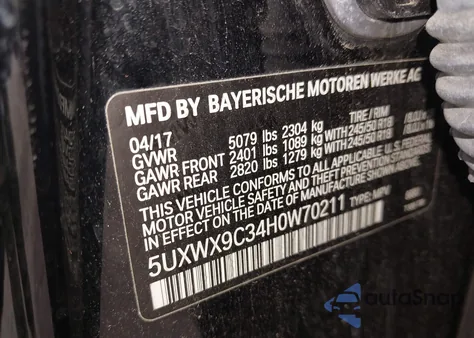 MFD BY BAYERISCHE MOTOREN WERKE AG
04/17 TIRE / RIM
GVWR 5079 lbs 2304 kg
GAWR FRONT 2401 lbs 1089 kg WITH 245/50 R18
GAWR REAR 2820 lbs 1279 kg WITH 245/50 R18
THIS VEHICLE CONFORMS TO ALL APPLICABLE U.S. FEDERAL
MOTOR VEHICLE SAFETY AND THEFT PREVENTION STANDARDS
IN EFFECT ON THE DATE OF MANUFACTURE SHOWN ABOVE.
5UXWX9C34H0W70211 TYPE: MPV
autoSnap